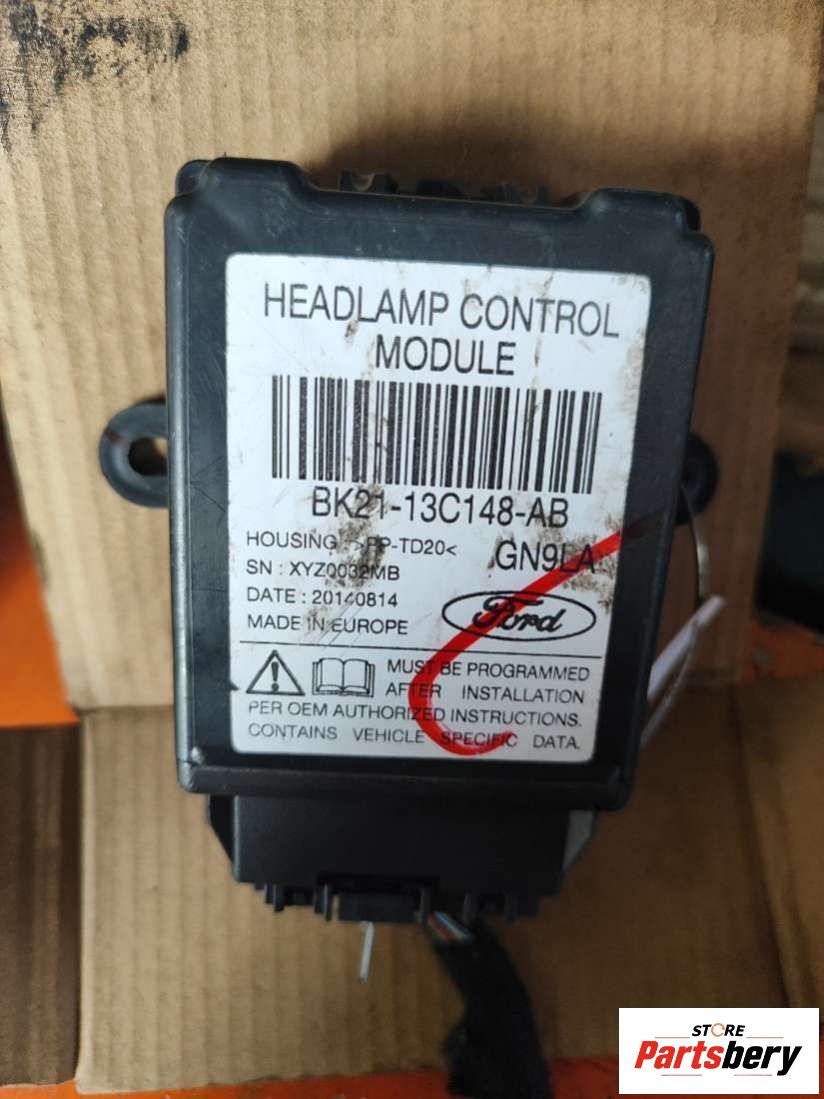 HEADLAMP CONTROL
MODULE
BK21-13C148-AB
HOUSING >PP-TD20<
GN9LA
SN : XYZ0032MB
DATE : 20140814
MADE IN EUROPE
Ford
MUST BE PROGRAMMED
AFTER INSTALLATION
PER OEM AUTHORIZED INSTRUCTIONS.
CONTAINS VEHICLE SPECIFIC DATA.
STORE
Partsbery